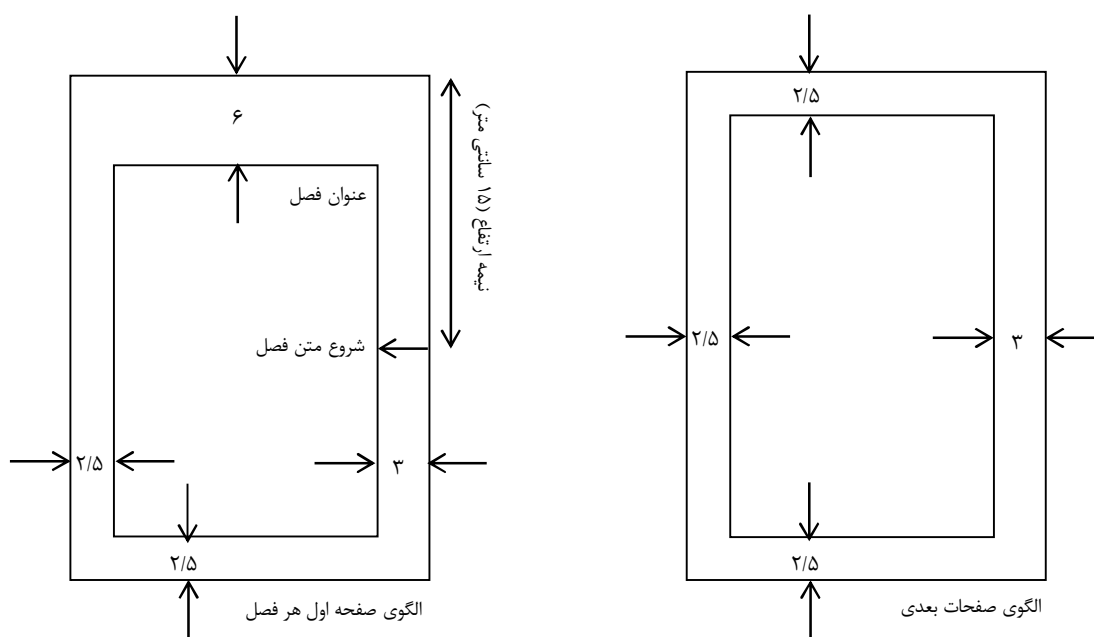 ۶
عنوان فصل
نیمه ارتفاع (۱۵ سانتی متر)
شروع متن فصل
۳
۲/۵
۲/۵
الگوی صفحه اول هر فصل
۲/۵
۳
۲/۵
۲/۵
الگوی صفحات بعدی